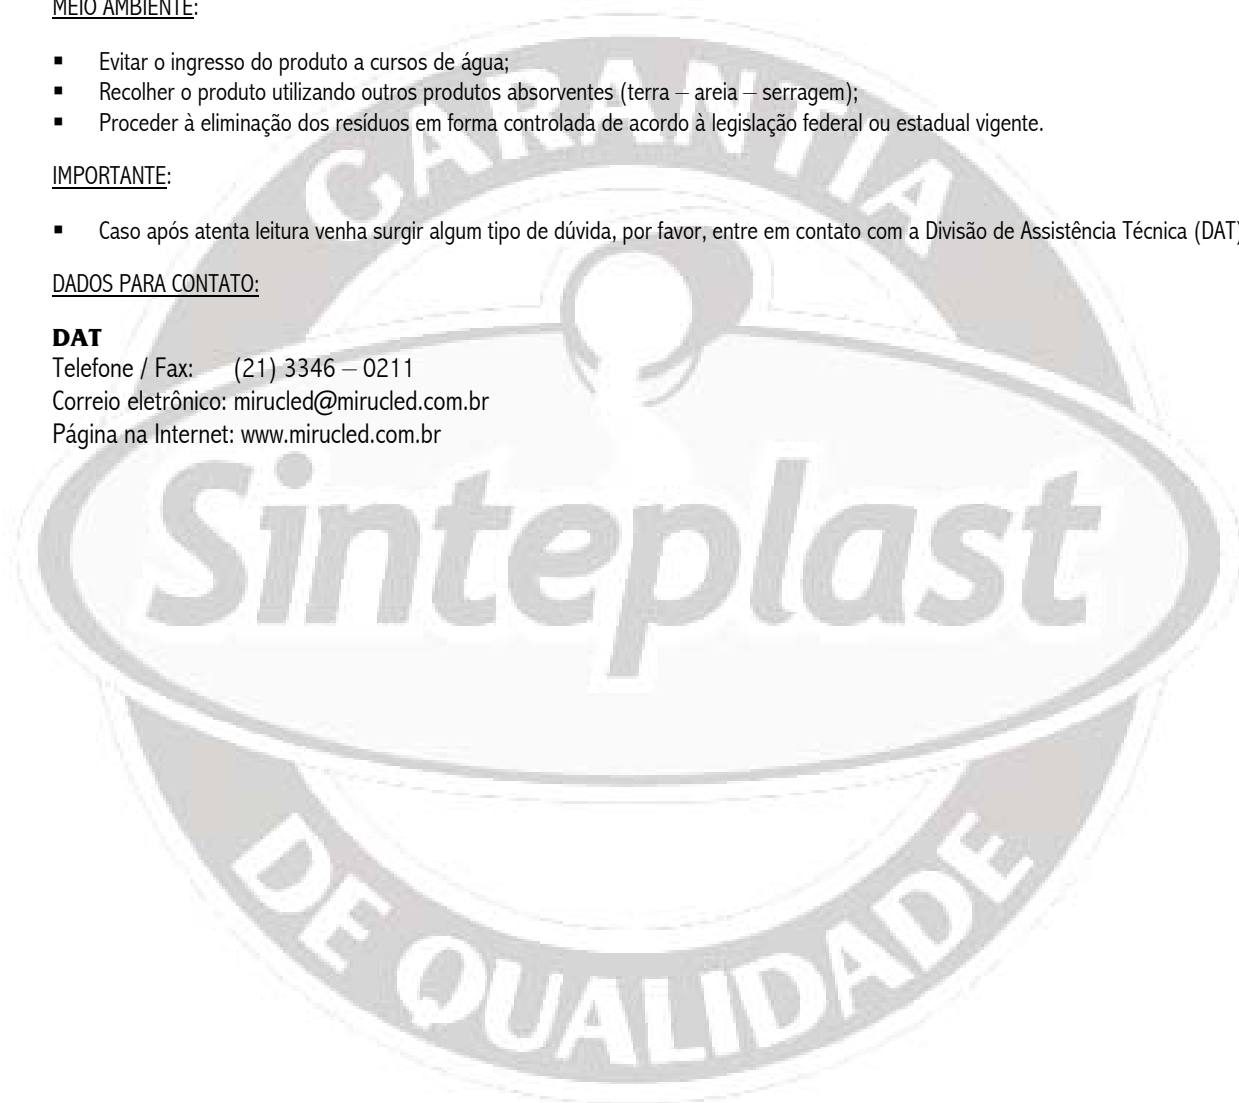 MEIO AMBIENTE:
▪ Evitar o ingresso do produto a cursos de água;
▪ Recolher o produto utilizando outros produtos absorventes (terra – areia – serragem);
▪ Proceder à eliminação dos resíduos em forma controlada de acordo à legislação federal ou estadual vigente.
IMPORTANTE:
▪ Caso após atenta leitura venha surgir algum tipo de dúvida, por favor, entre em contato com a Divisão de Assistência Técnica (DAT)
DADOS PARA CONTATO:
DAT
Telefone / Fax: (21) 3346 – 0211
Correio eletrônico: mirucled@mirucled.com.br
Página na Internet: www.mirucled.com.br
GARANTIA
Sinteplast
DE QUALIDADE